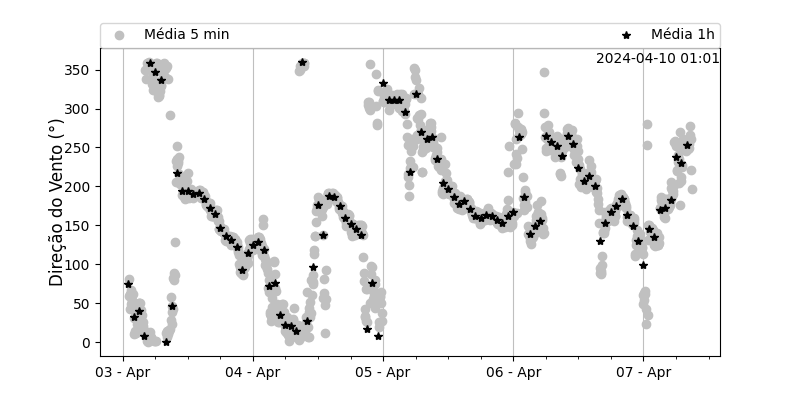 Média 5 min
Média 1h
2024-04-10 01:01
Direção do Vento (°)
350
300
250
200
150
100
50
0
03 - Apr
04 - Apr
05 - Apr
06 - Apr
07 - Apr